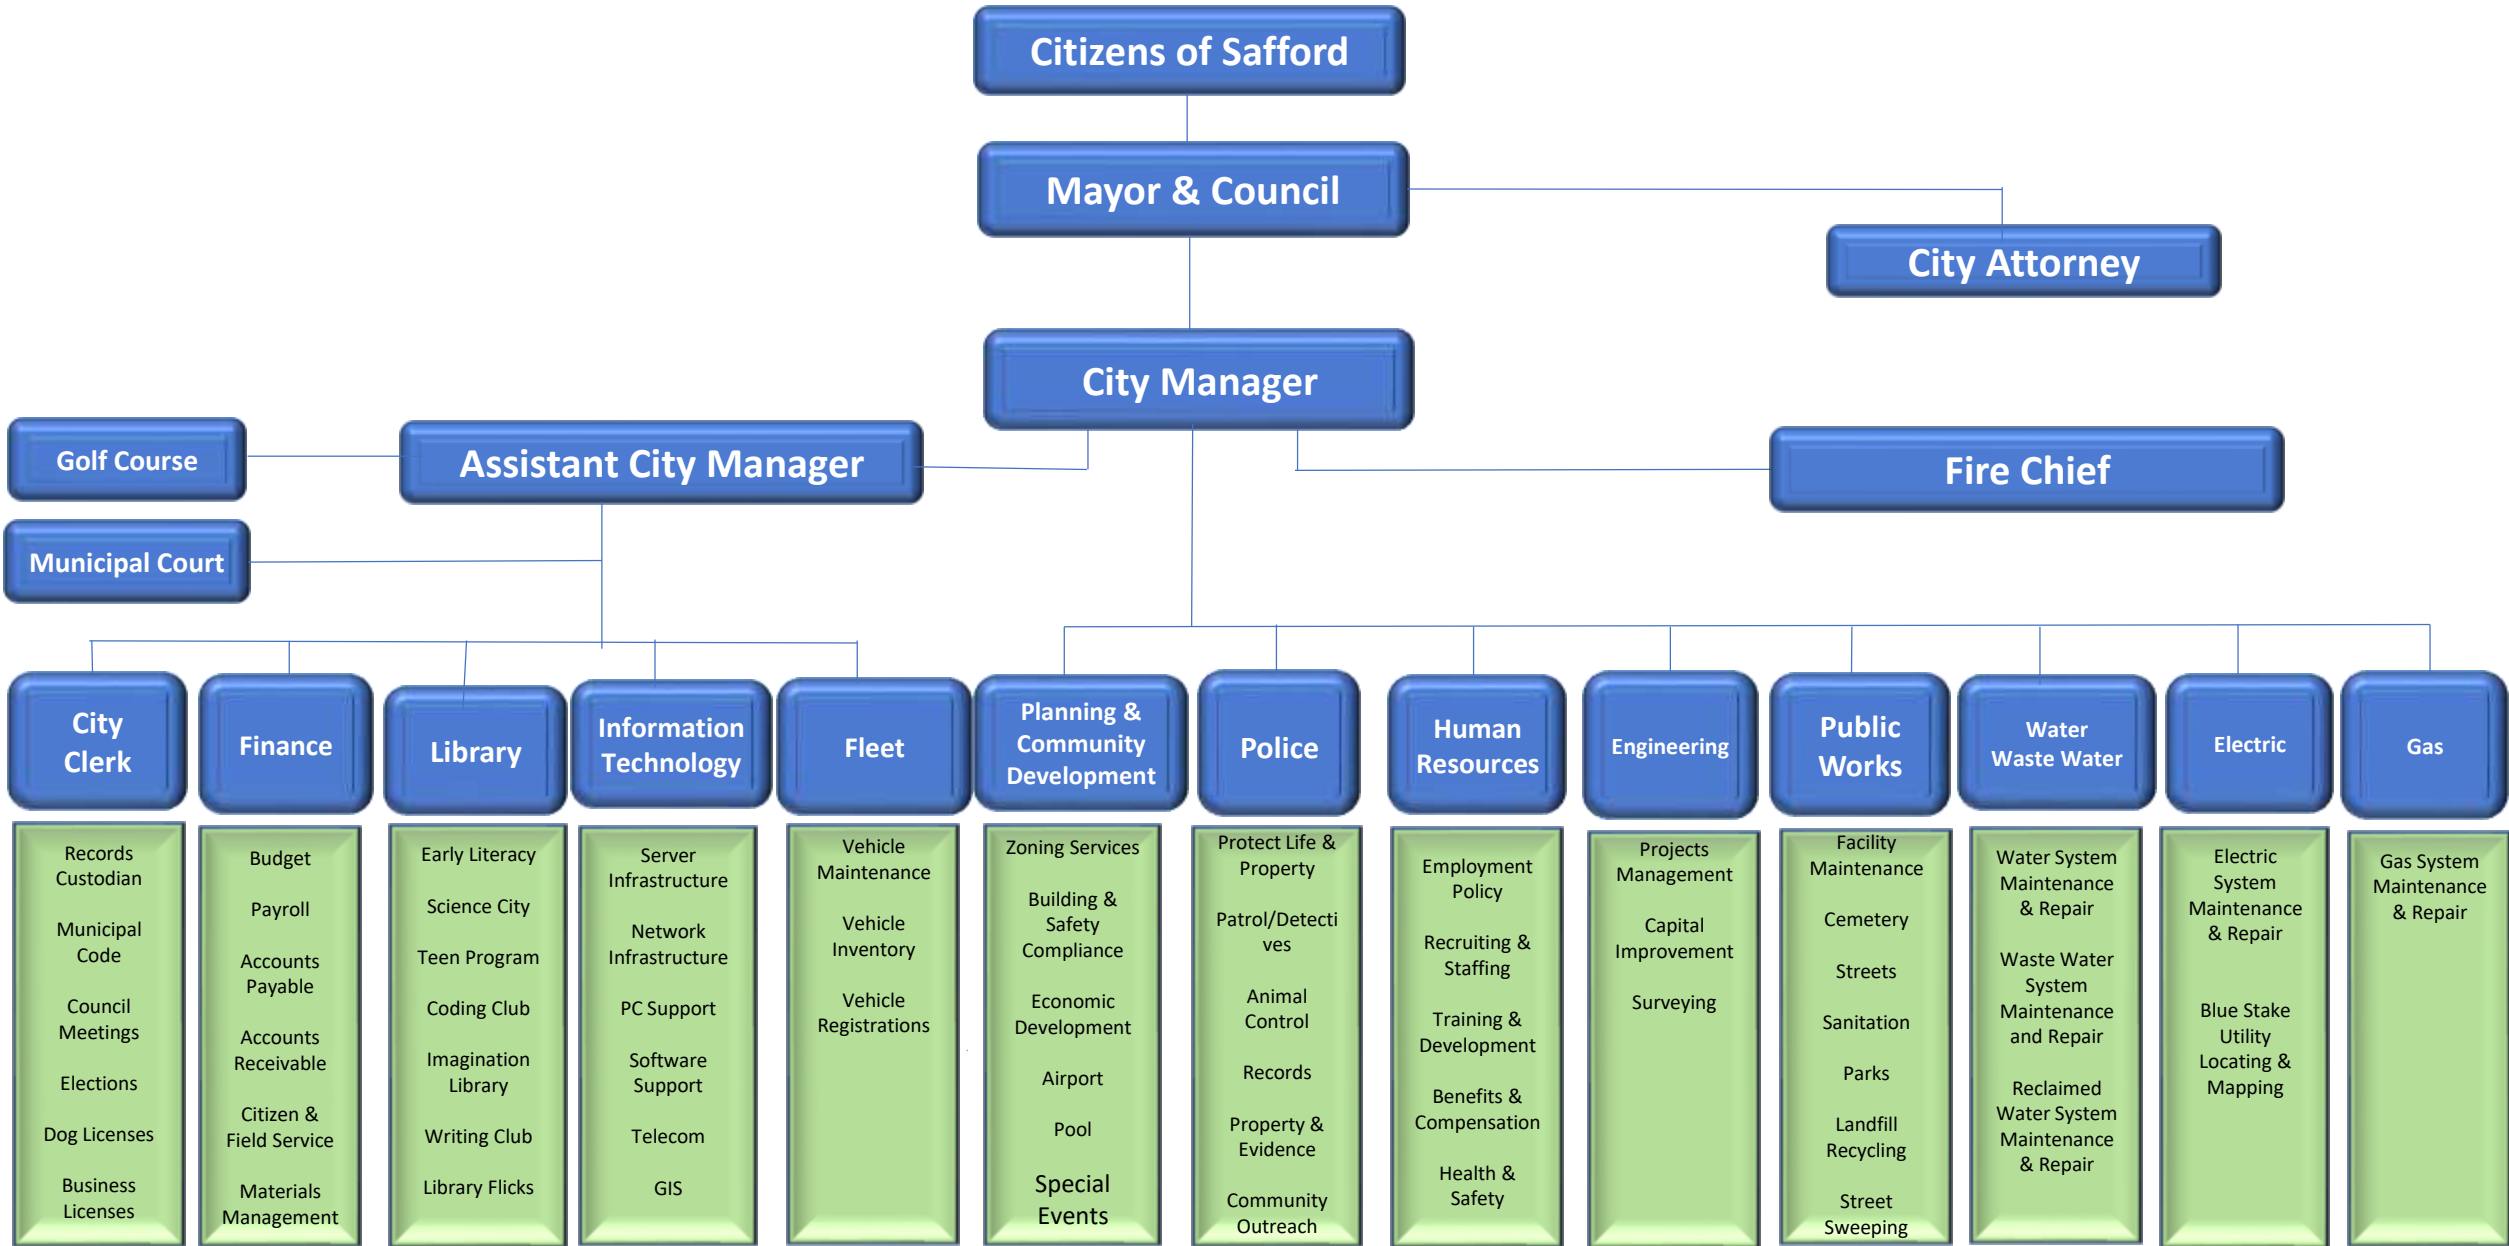 Citizens of Safford
Mayor & Council
City Attorney
City Manager
Golf Course
Assistant City Manager
Fire Chief
Municipal Court
City
Clerk
Finance
Library
Information
Technology
Fleet
Planning &
Community
Development
Police
Human
Resources
Engineering
Public
Works
Water
Waste Water
Electric
Gas
Records
Custodian
Municipal
Code
Council
Meetings
Elections
Dog Licenses
Business
Licenses
Budget
Payroll
Accounts
Payable
Accounts
Receivable
Citizen &
Field Service
Materials
Management
Early Literacy
Science City
Teen Program
Coding Club
Imagination
Library
Writing Club
Library Flicks
Server
Infrastructure
Network
Infrastructure
PC Support
Software
Support
Telecom
GIS
Vehicle
Maintenance
Vehicle
Inventory
Vehicle
Registrations
Zoning Services
Building &
Safety
Compliance
Economic
Development
Airport
Pool
Special
Events
Protect Life &
Property
Patrol/Detecti
ves
Animal
Control
Records
Property &
Evidence
Community
Outreach
Employment
Policy
Recruiting &
Staffing
Training &
Development
Benefits &
Compensation
Health &
Safety
Projects
Management
Capital
Improvement
Surveying
Facility
Maintenance
Cemetery
Streets
Sanitation
Parks
Landfill
Recycling
Street
Sweeping
Water System
Maintenance
& Repair
Waste Water
System
Maintenance
and Repair
Reclaimed
Water System
Maintenance
& Repair
Electric
System
Maintenance
& Repair
Blue Stake
Utility
Locating &
Mapping
Gas System
Maintenance
& Repair